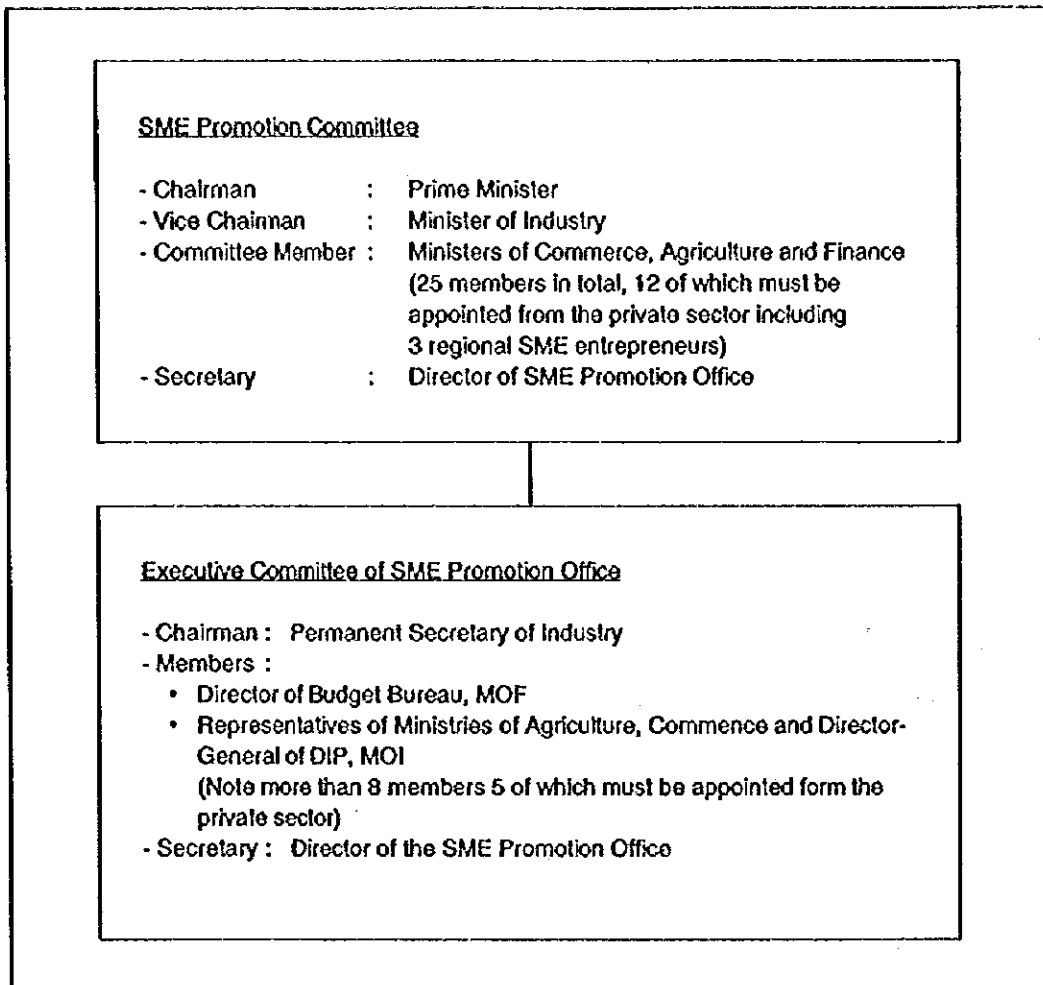 SME Promotion Committee
- Chairman : Prime Minister
- Vice Chairman : Minister of Industry
- Committee Member : Ministers of Commerce, Agriculture and Finance
(25 members in total, 12 of which must be
appointed from the private sector including
3 regional SME entrepreneurs)
- Secretary : Director of SME Promotion Office
Executive Committee of SME Promotion Office
- Chairman : Permanent Secretary of Industry
- Members :
• Director of Budget Bureau, MOF
• Representatives of Ministries of Agriculture, Commence and Director-
General of DIP, MOI
(Note more than 8 members 5 of which must be appointed form the
private sector)
- Secretary : Director of the SME Promotion Office